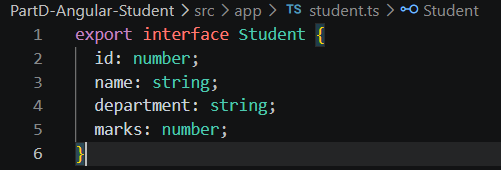 PartD-Angular-Student > src > app > TS student.ts > Student
1 export interface Student {
2   id: number;
3   name: string;
4   department: string;
5   marks: number;
6 }